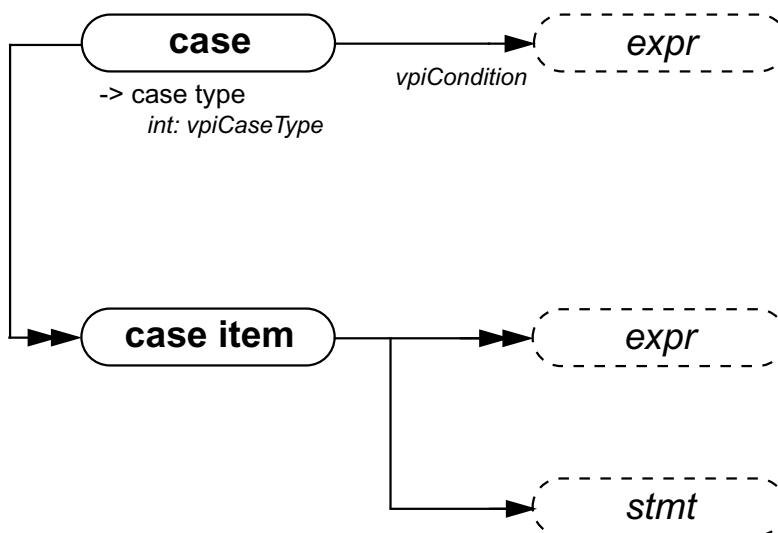 case
expr
vpiCondition
-> case type
int: vpiCaseType
case item
expr
stmt